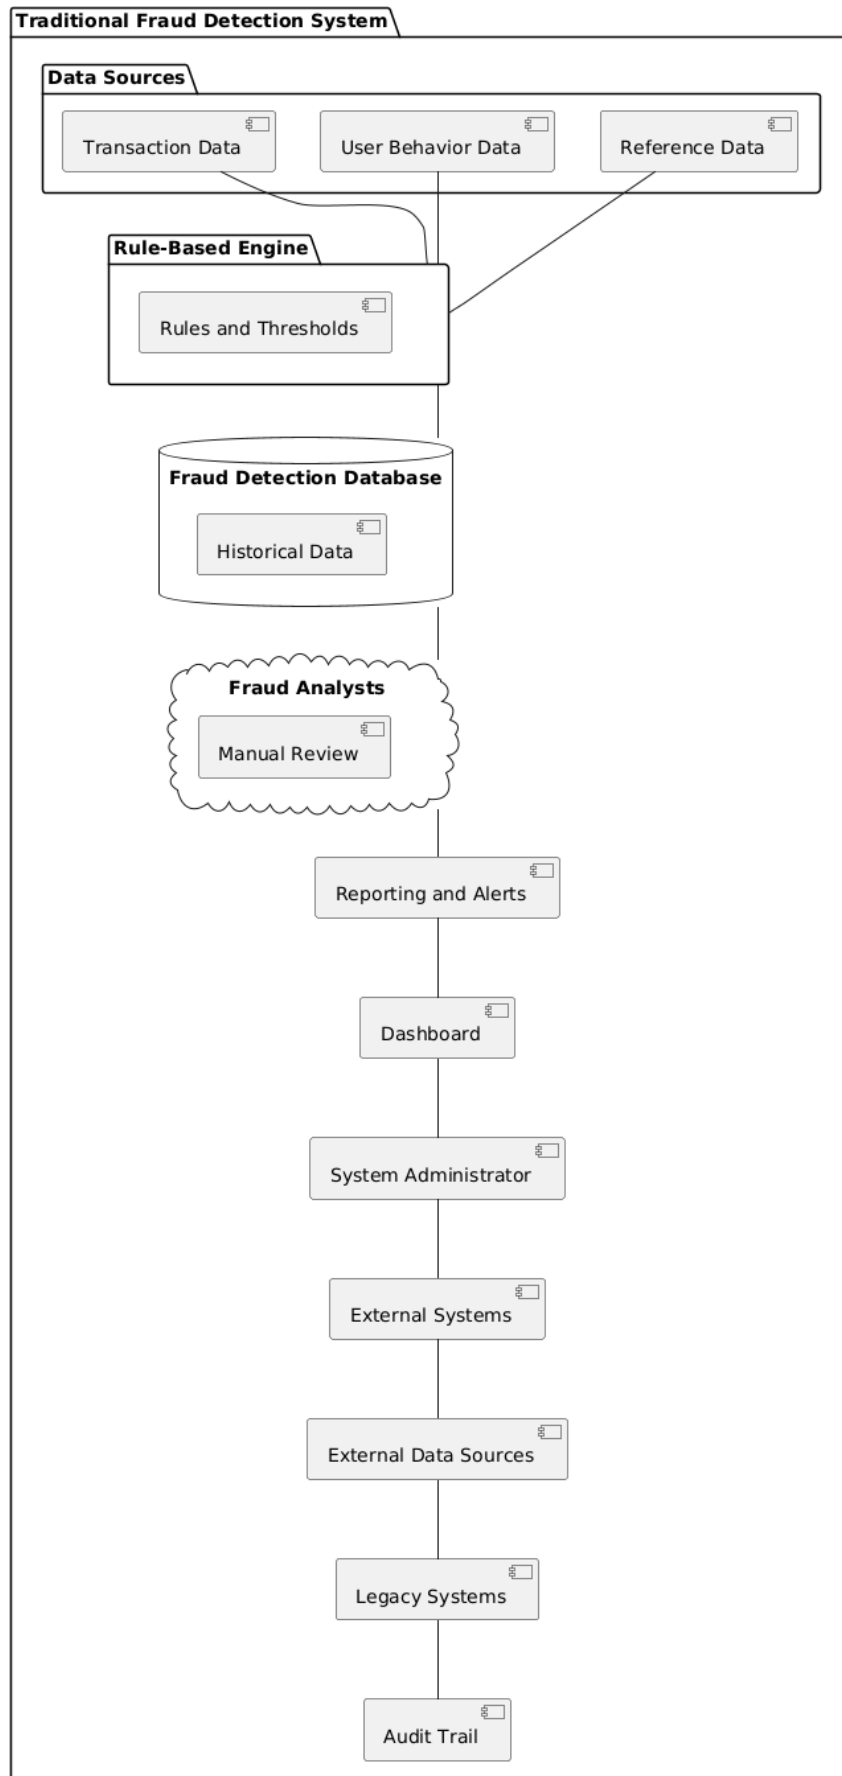 Traditional Fraud Detection System
Data Sources
Transaction Data
User Behavior Data
Reference Data
Rule-Based Engine
Rules and Thresholds
Fraud Detection Database
Historical Data
Fraud Analysts
Manual Review
Reporting and Alerts
Dashboard
System Administrator
External Systems
External Data Sources
Legacy Systems
Audit Trail